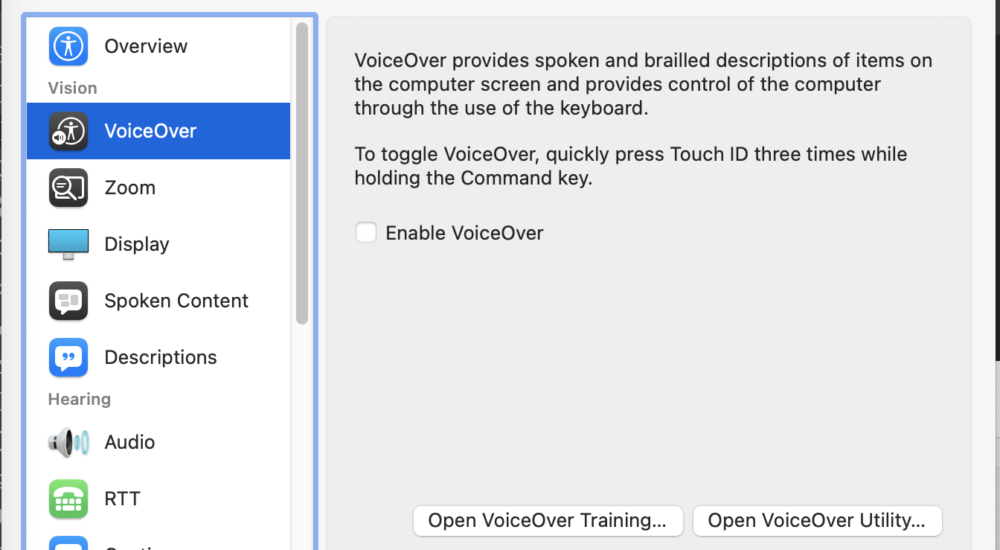 Overview
Vision
VoiceOver
Zoom
Display
Spoken Content
Descriptions
Hearing
Audio
RTT
VoiceOver provides spoken and brailled descriptions of items on
the computer screen and provides control of the computer
through the use of the keyboard.
To toggle VoiceOver, quickly press Touch ID three times while
holding the Command key.
Enable VoiceOver
Open VoiceOver Training...
Open VoiceOver Utility...